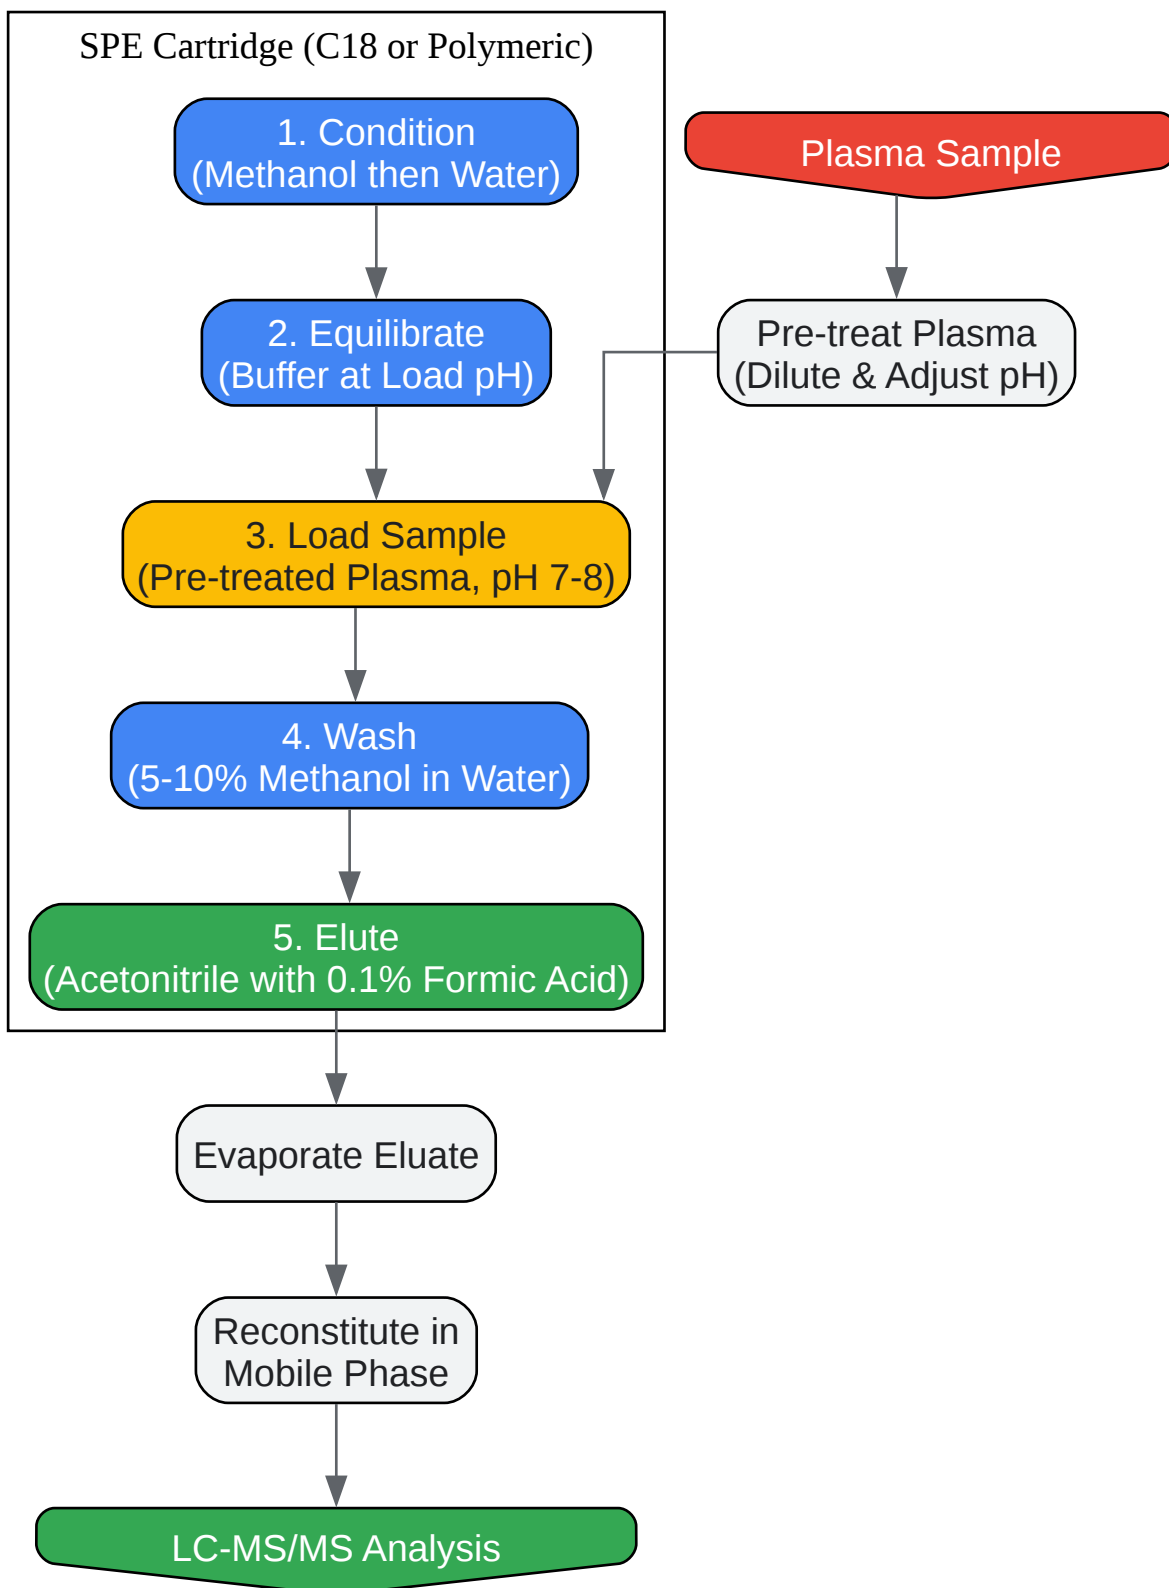 SPE Cartridge (C18 or Polymeric)
1. Condition
(Methanol then Water)
Plasma Sample
2. Equilibrate
(Buffer at Load pH)
Pre-treat Plasma
(Dilute & Adjust pH)
3. Load Sample
(Pre-treated Plasma, pH 7-8)
4. Wash
(5-10% Methanol in Water)
5. Elute
(Acetonitrile with 0.1% Formic Acid)
Evaporate Eluate
Reconstitute in
Mobile Phase
LC-MS/MS Analysis